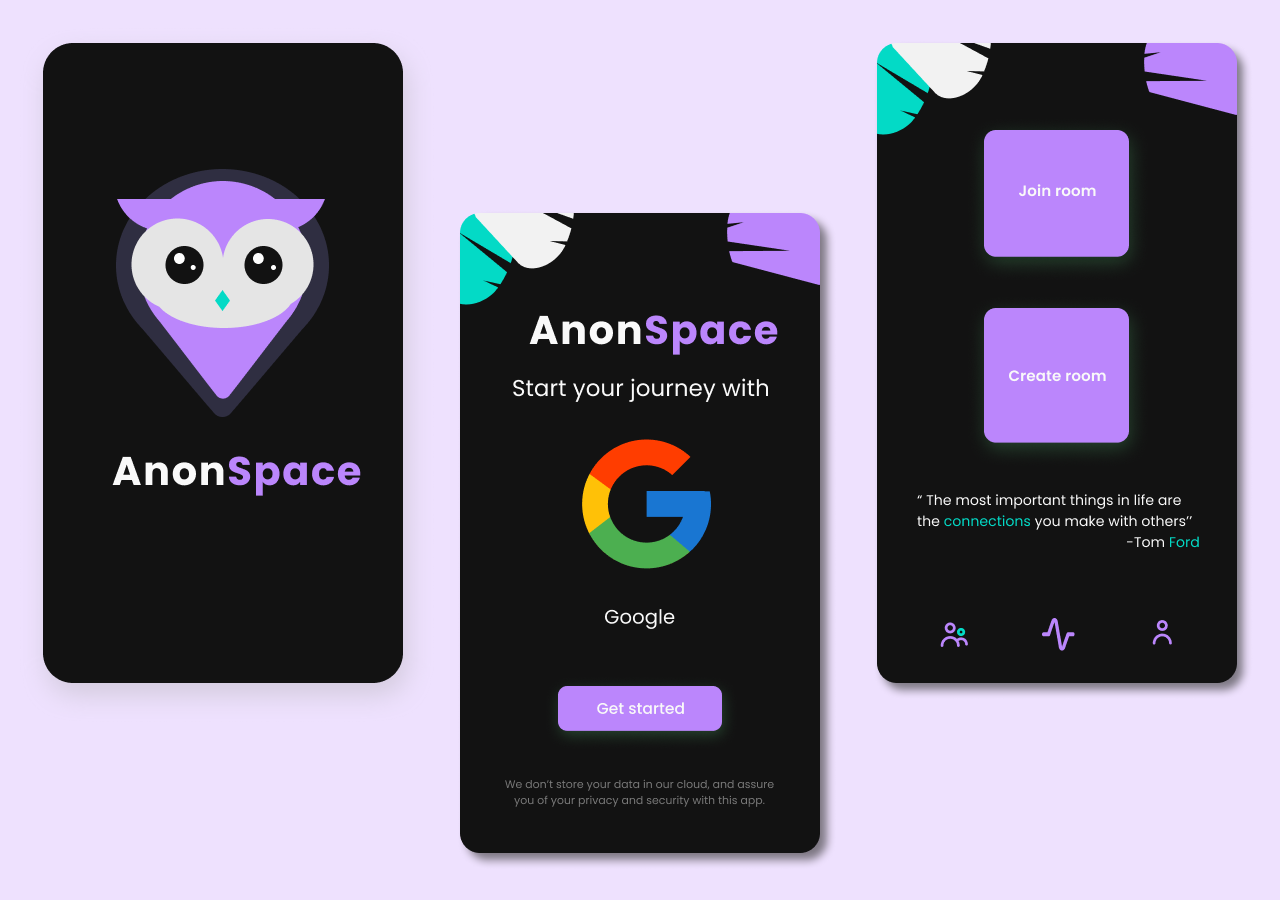 AnonSpace
AnonSpace
Start your journey with
Google
Get started
We don’t store your data in our cloud, and assure
you of your privacy and security with this app.
Join room
Create room
“ The most important things in life are
the connections you make with others’’
-Tom Ford